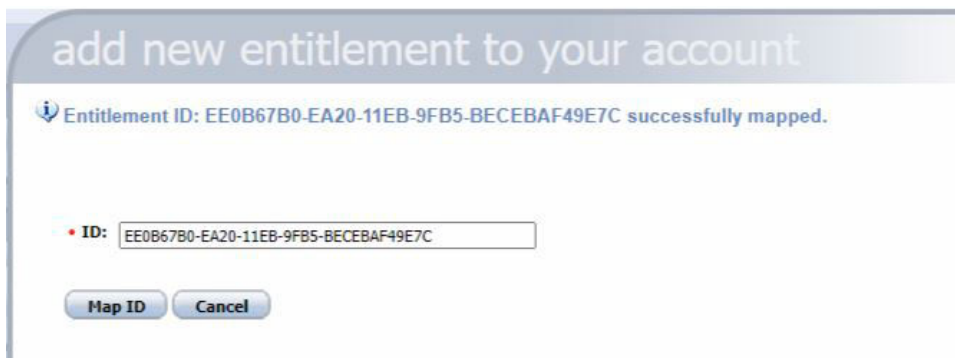 add new entitlement to your account
Entitlement ID: EE0B67B0-EA20-11EB-9FB5-BECEBAF49E7C successfully mapped.
• ID: EE0B67B0-EA20-11EB-9FB5-BECEBAF49E7C
Map ID Cancel